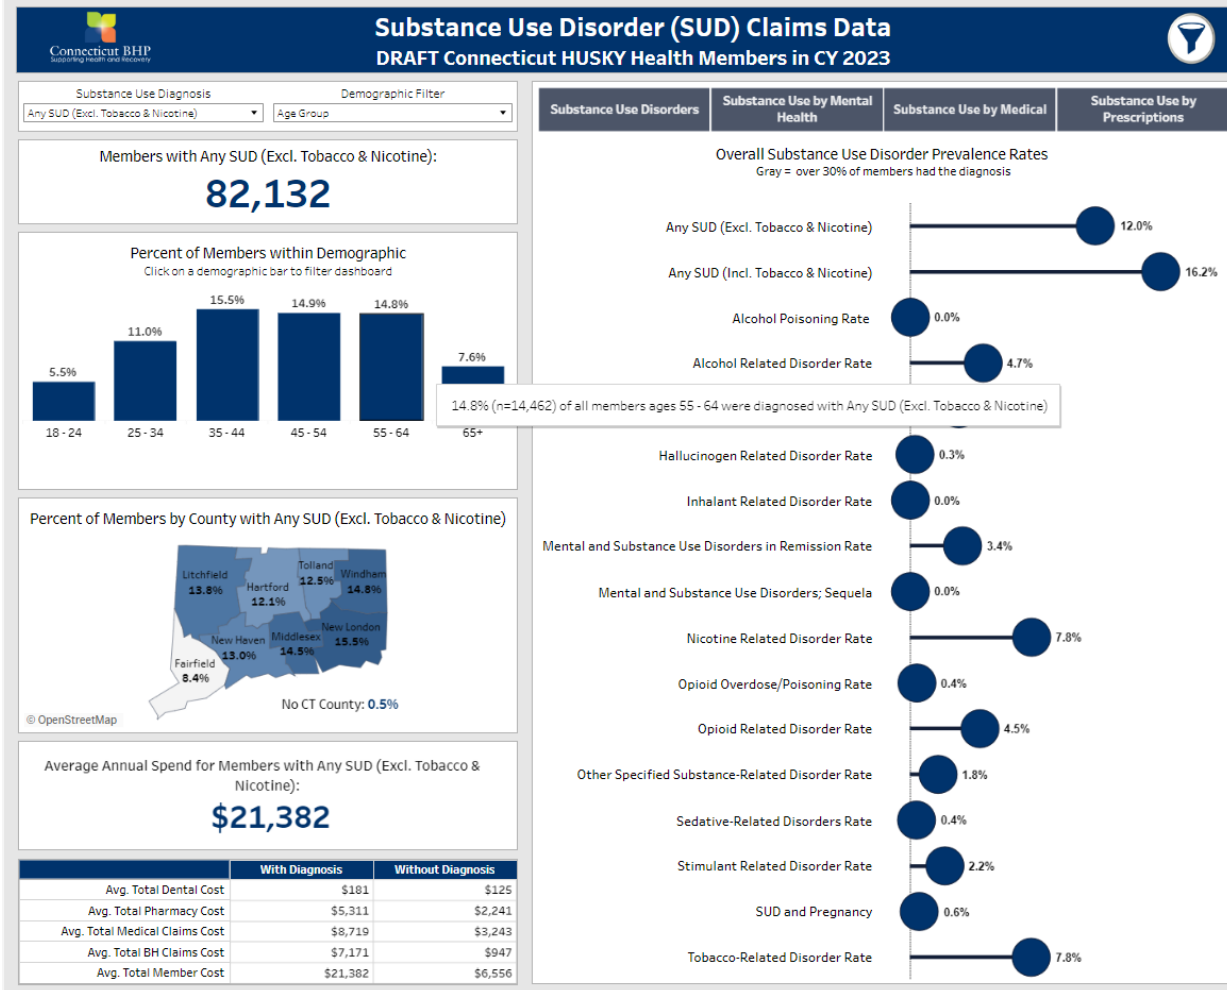 Connecticut BHP
Supporting Health and Recovery
Substance Use Disorder (SUD) Claims Data
DRAFT Connecticut HUSKY Health Members in CY 2023
Substance Use Diagnosis
Any SUD (Excl. Tobacco & Nicotine)
Demographic Filter
Age Group
Members with Any SUD (Excl. Tobacco & Nicotine):
82,132
Percent of Members within Demographic
Click on a demographic bar to filter dashboard
5.5% 11.0% 15.5% 14.9% 14.8% 7.6%
18 - 24 25 - 34 35 - 44 45 - 54 55 - 64 65+
14.8% (n=14,462) of all members ages 55 - 64 were diagnosed with Any SUD (Excl. Tobacco & Nicotine)
Percent of Members by County with Any SUD (Excl. Tobacco & Nicotine)
Litchfield
13.8%
Hartford
12.1%
Tolland
12.5%
Windham
14.8%
New Haven
13.0%
Middlesex
14.5%
New London
15.5%
Fairfield
8.4%
No CT County: 0.5%
© OpenStreetMap
Average Annual Spend for Members with Any SUD (Excl. Tobacco &
Nicotine):
$21,382
With Diagnosis Without Diagnosis
Avg. Total Dental Cost $181 $125
Avg. Total Pharmacy Cost $5,311 $2,241
Avg. Total Medical Claims Cost $8,719 $3,243
Avg. Total BH Claims Cost $7,171 $947
Avg. Total Member Cost $21,382 $6,556
Substance Use Disorders
Substance Use by Mental
Health
Substance Use by Medical
Substance Use by
Prescriptions
Overall Substance Use Disorder Prevalence Rates
Gray = over 30% of members had the diagnosis
Any SUD (Excl. Tobacco & Nicotine) 12.0%
Any SUD (Incl. Tobacco & Nicotine) 16.2%
Alcohol Poisoning Rate 0.0%
Alcohol Related Disorder Rate 4.7%
Hallucinogen Related Disorder Rate 0.3%
Inhalant Related Disorder Rate 0.0%
Mental and Substance Use Disorders in Remission Rate 3.4%
Mental and Substance Use Disorders; Sequela 0.0%
Nicotine Related Disorder Rate 7.8%
Opioid Overdose/Poisoning Rate 0.4%
Opioid Related Disorder Rate 4.5%
Other Specified Substance-Related Disorder Rate 1.8%
Sedative-Related Disorders Rate 0.4%
Stimulant Related Disorder Rate 2.2%
SUD and Pregnancy 0.6%
Tobacco-Related Disorder Rate 7.8%